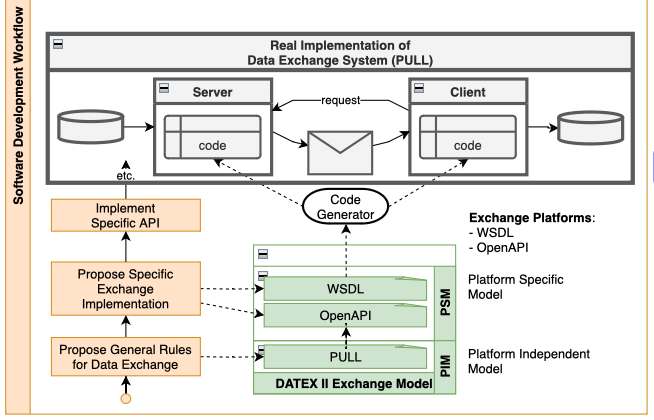 Software Development Workflow
Real Implementation of
Data Exchange System (PULL)
Server
Client
request
code
code
etc.
Implement
Specific API
Code
Generator
Exchange Platforms:
- WSDL
- OpenAPI
Propose Specific
Exchange
Implementation
WSDL
OpenAPI
PSM
Platform Specific
Model
Propose General Rules
for Data Exchange
PULL
PIM
Platform Independent
Model
DATEX II Exchange Model